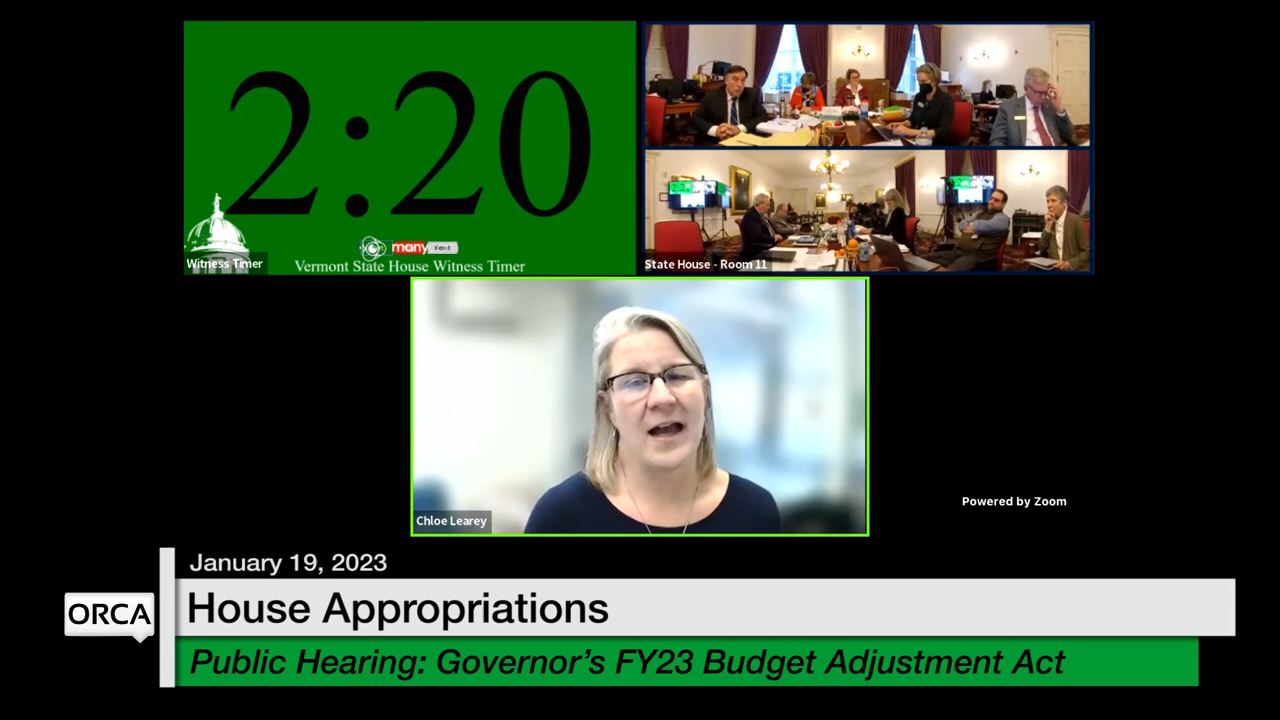 2:20
many
Vermont State House Witness Timer
Witness Timer
State House - Room 11
Chloe Learey
Powered by Zoom
January 19, 2023
ORCA
House Appropriations
Public Hearing: Governor's FY23 Budget Adjustment Act